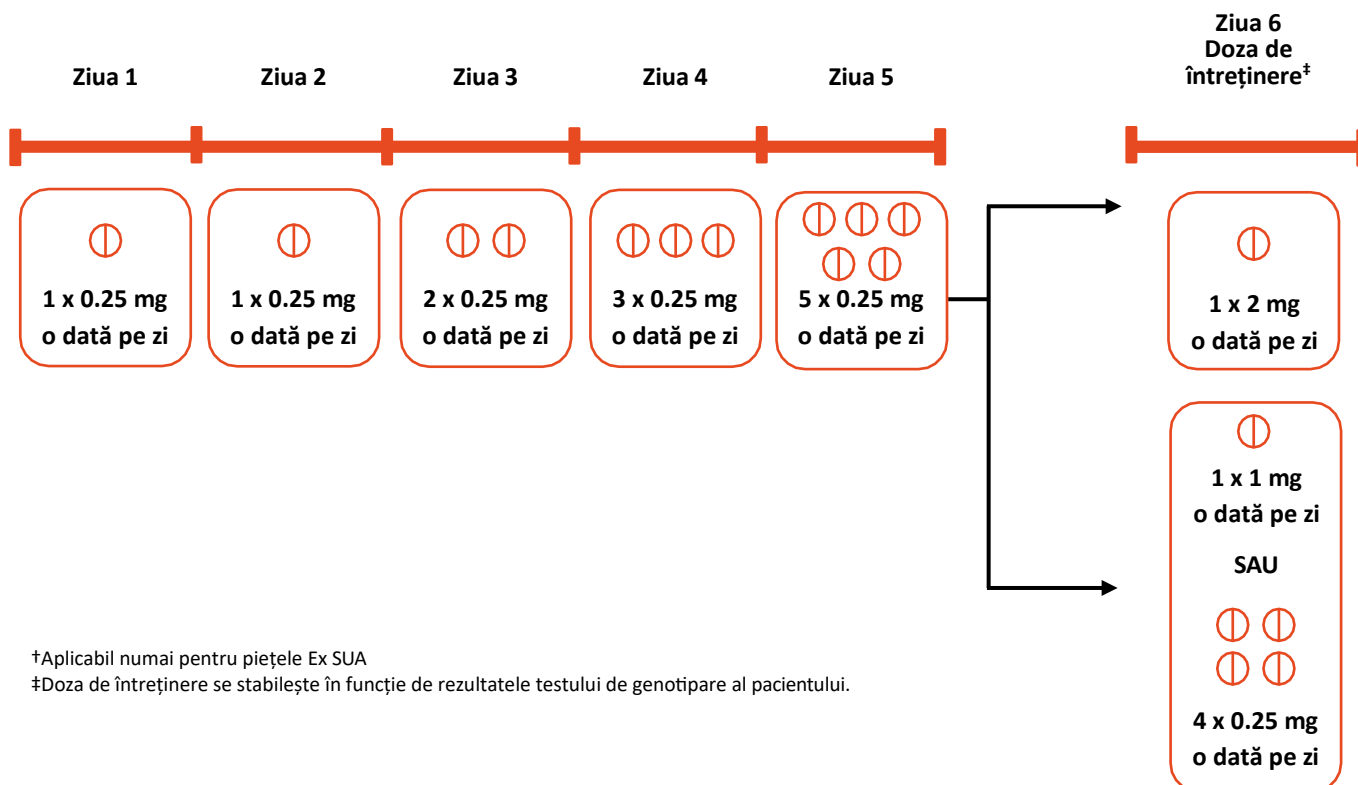 Ziua 1
Ziua 2
Ziua 3
Ziua 4
Ziua 5
Ziua 6
Doza de
întreținere‡
1 x 0.25 mg
o dată pe zi
1 x 0.25 mg
o dată pe zi
2 x 0.25 mg
o dată pe zi
3 x 0.25 mg
o dată pe zi
5 x 0.25 mg
o dată pe zi
1 x 2 mg
o dată pe zi
1 x 1 mg
o dată pe zi
SAU
4 x 0.25 mg
o dată pe zi
†Aplicabil numai pentru piețele Ex SUA
‡Doza de întreținere se stabilește în funcție de rezultatele testului de genotipare al pacientului.